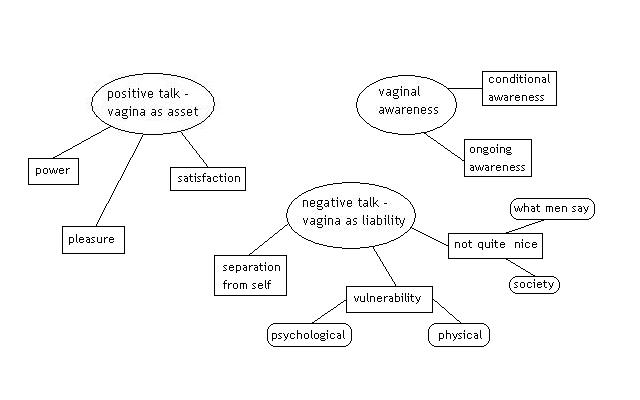 positive talk -
vagina as asset
power
satisfaction
pleasure
vaginal
awareness
conditional
awareness
ongoing
awareness
negative talk -
vagina as liability
what men say
not quite nice
society
separation
from self
vulnerability
psychological
physical